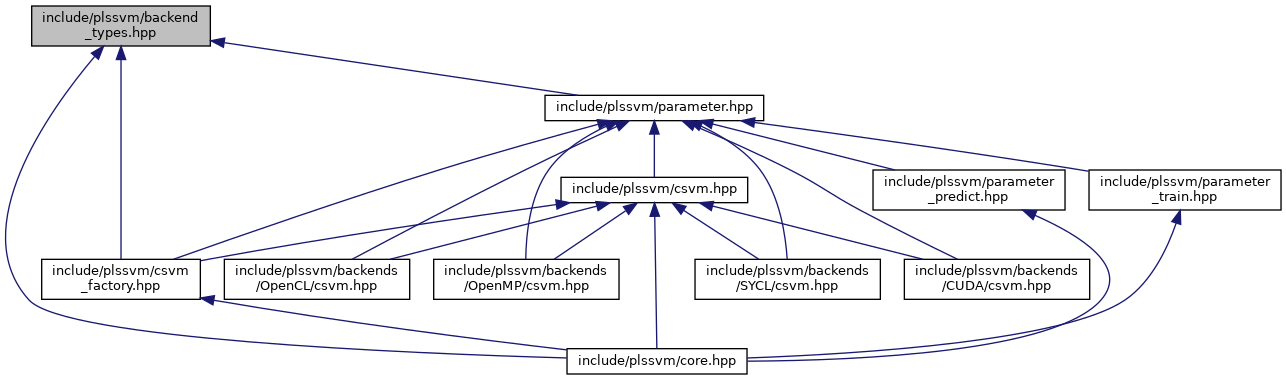 include/plssvm/backend
_types.hpp
include/plssvm/parameter.hpp
include/plssvm/csvm.hpp
include/plssvm/parameter
_predict.hpp
include/plssvm/parameter
_train.hpp
include/plssvm/csvm
_factory.hpp
include/plssvm/backends
/OpenCL/csvm.hpp
include/plssvm/backends
/OpenMP/csvm.hpp
include/plssvm/backends
/SYCL/csvm.hpp
include/plssvm/backends
/CUDA/csvm.hpp
include/plssvm/core.hpp